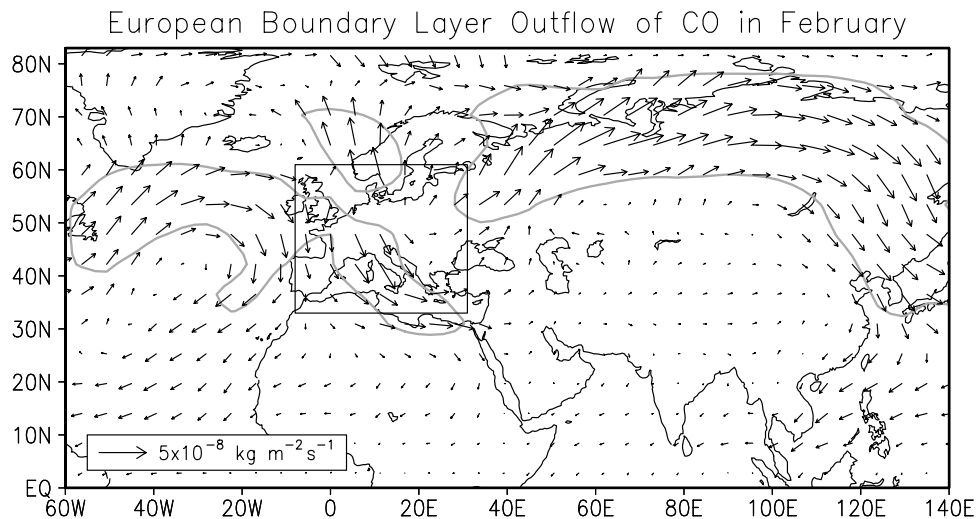 European Boundary Layer Outflow of CO in February
80N
70N
60N
50N
40N
30N
20N
10N
EQ
5x10⁻⁸ kg m⁻²s⁻¹
60W 40W 20W 0 20E 40E 60E 80E 100E 120E 140E